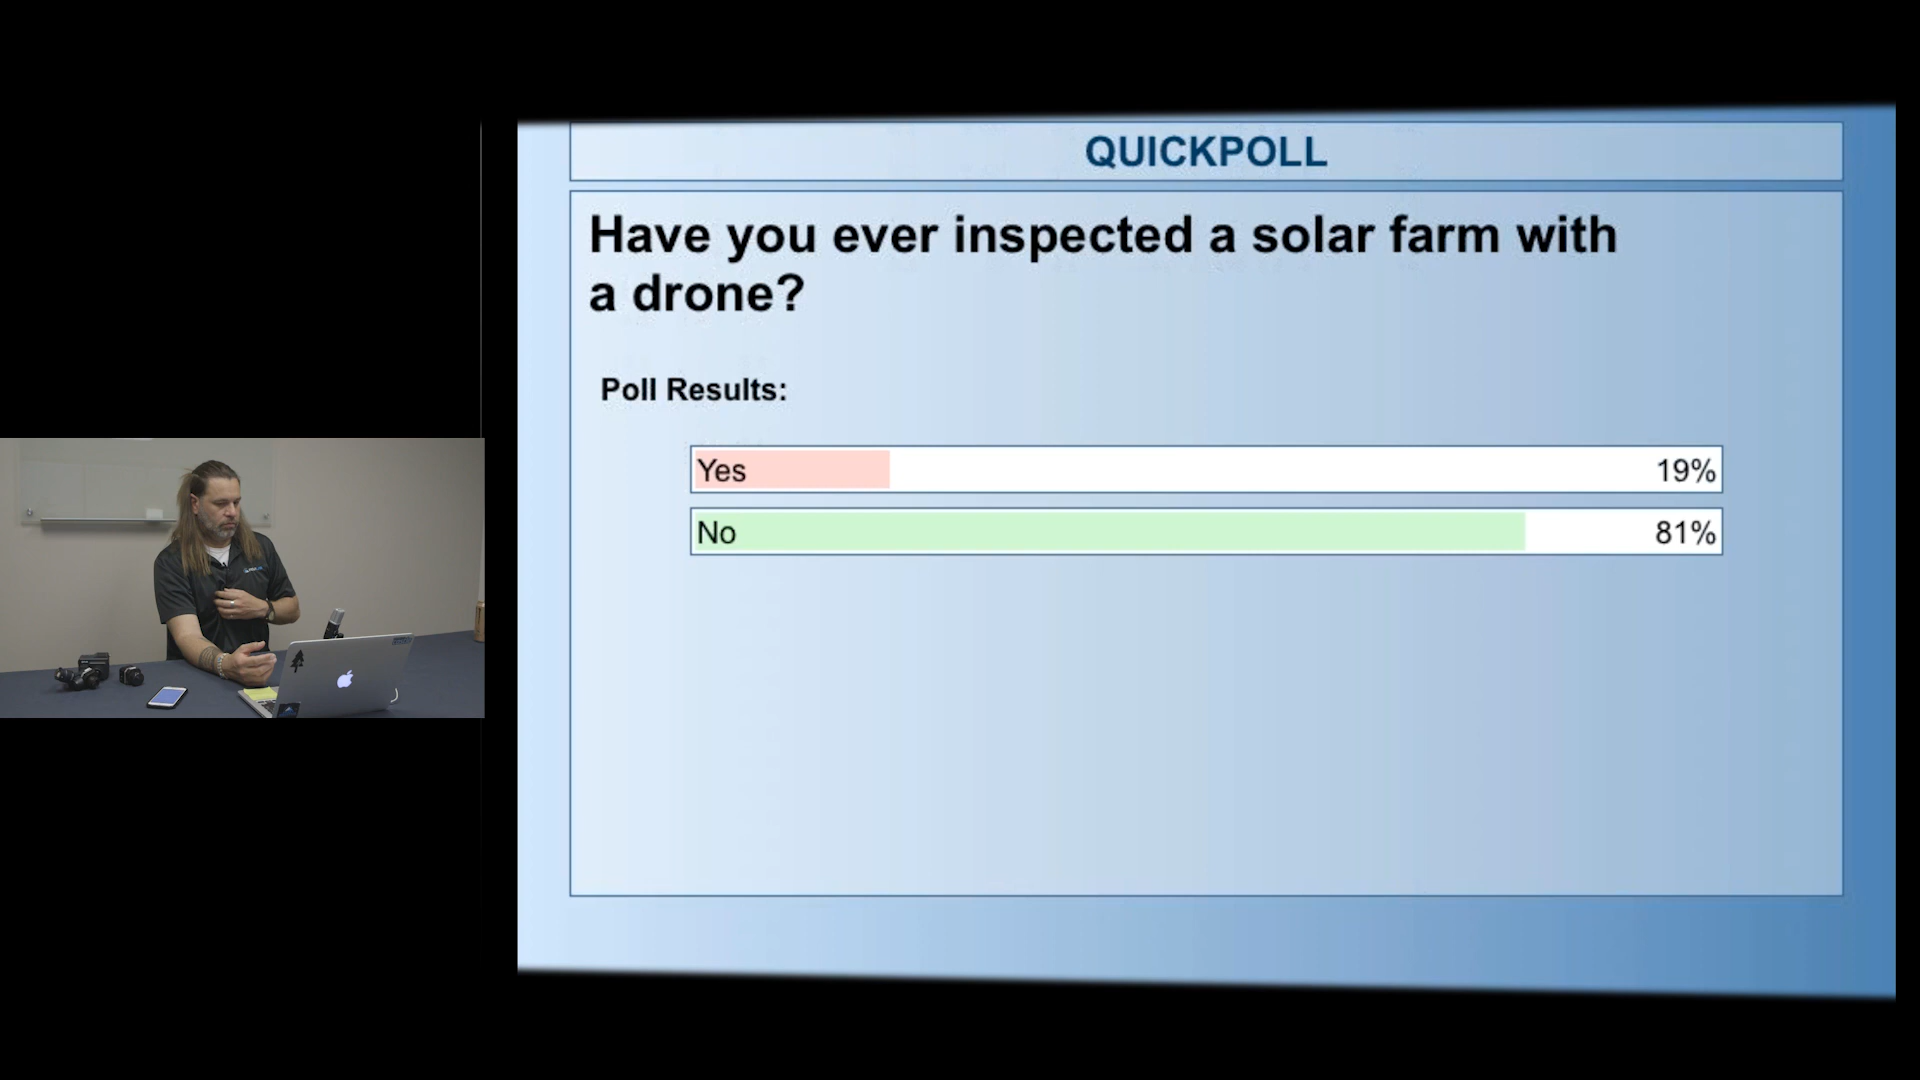 QUICKPOLL
Have you ever inspected a solar farm with
a drone?
Poll Results:
Yes 19%
No 81%